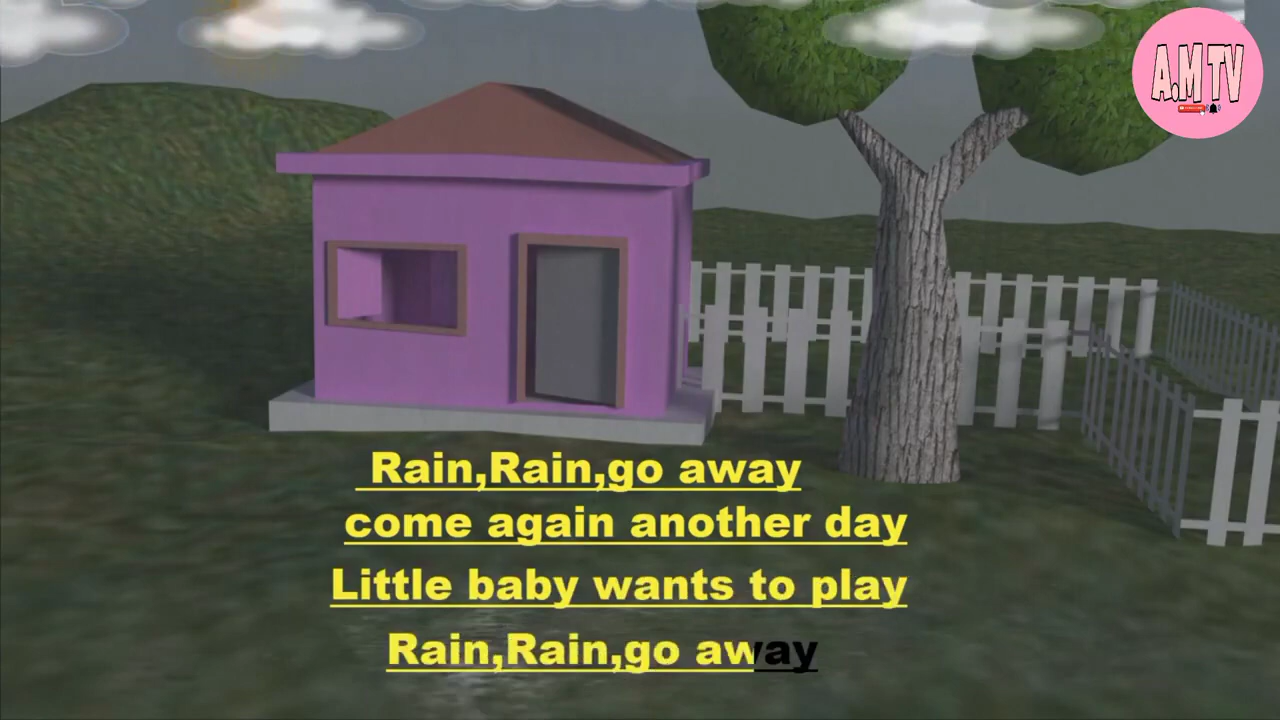 A.M TV
Rain,Rain,go away
come again another day
Little baby wants to play
Rain,Rain,go away